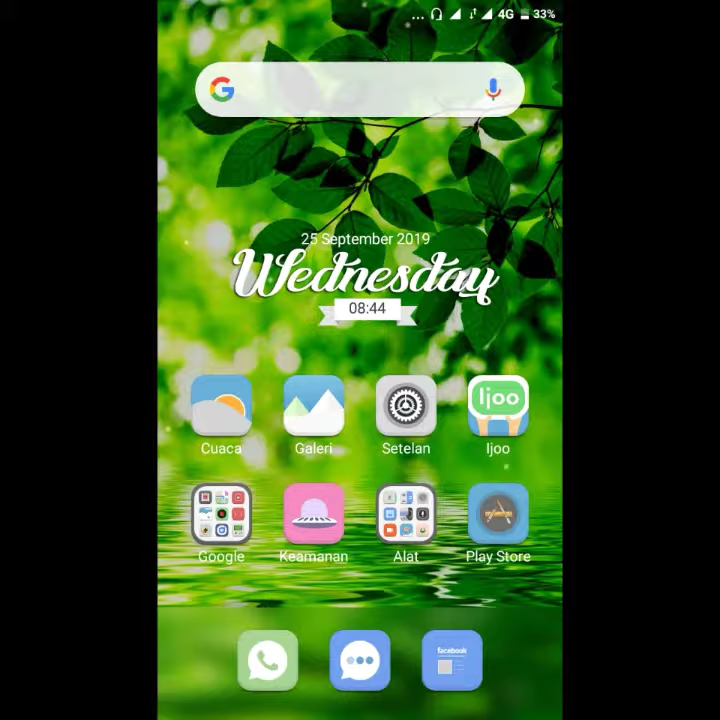 ... 4G 33%
25 September 2019
Wednesday
08:44
Ijoo
Cuaca Galeri Setelan Ijoo
Google Keamanan Alat Play Store
facebook